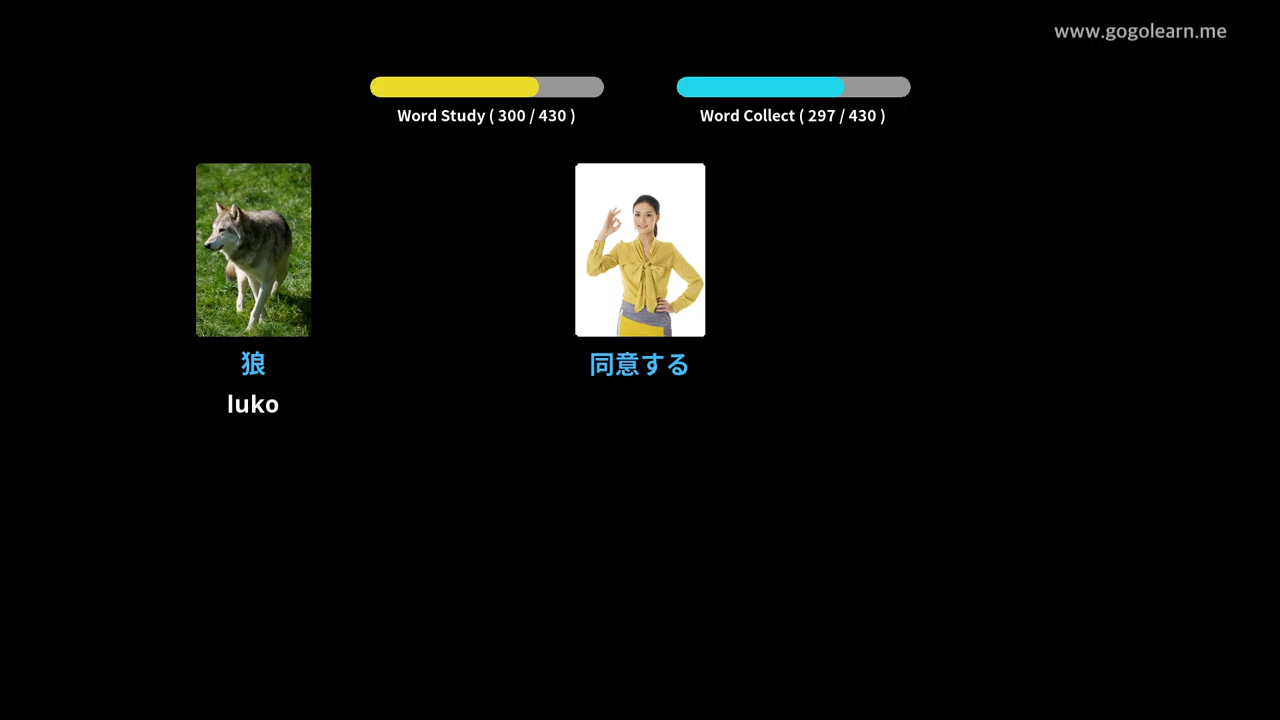 www.gogolearn.me
Word Study ( 300 / 430 )
Word Collect ( 297 / 430 )
狼
同意する
luko